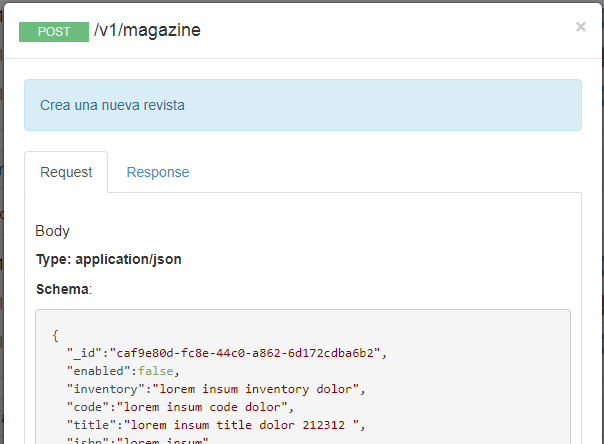 POST /v1/magazine ×
Crea una nueva revista
Request Response
Body
Type: application/json
Schema:
{
"_id":"caf9e80d-fc8e-44c0-a862-6d172cdba6b2",
"enabled":false,
"inventory":"lorem insum inventory dolor",
"code":"lorem insum code dolor",
"title":"lorem insum title dolor 212312 ",
"isbn":"lorem insum"